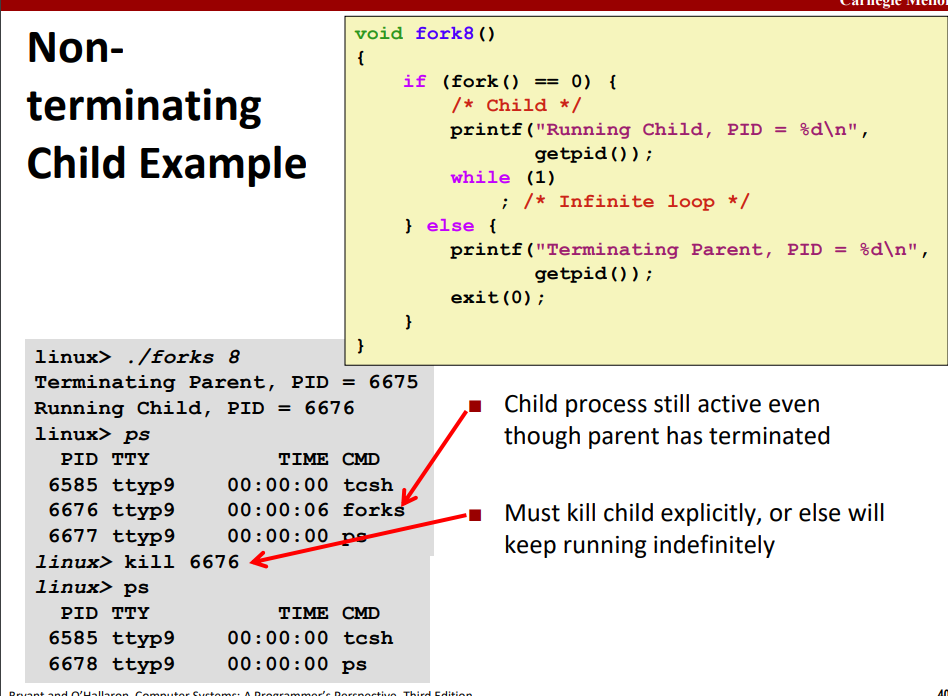 Non-
terminating
Child Example
void fork8()
{
    if (fork() == 0) {
        /* Child */
        printf("Running Child, PID = %d\n",
               getpid());
        while (1)
            ; /* Infinite loop */
    } else {
        printf("Terminating Parent, PID = %d\n",
               getpid());
        exit(0);
    }
}
linux> ./forks 8
Terminating Parent, PID = 6675
Running Child, PID = 6676
linux> ps
  PID TTY          TIME CMD
 6585 ttyp9    00:00:00 tcsh
 6676 ttyp9    00:00:06 forks
 6677 ttyp9    00:00:00 ps
linux> kill 6676
linux> ps
  PID TTY          TIME CMD
 6585 ttyp9    00:00:00 tcsh
 6678 ttyp9    00:00:00 ps
■ Child process still active even
though parent has terminated
■ Must kill child explicitly, or else will
keep running indefinitely
Bryant and O'Hallaron, Computer Systems: A Programmer's Perspective, Third Edition